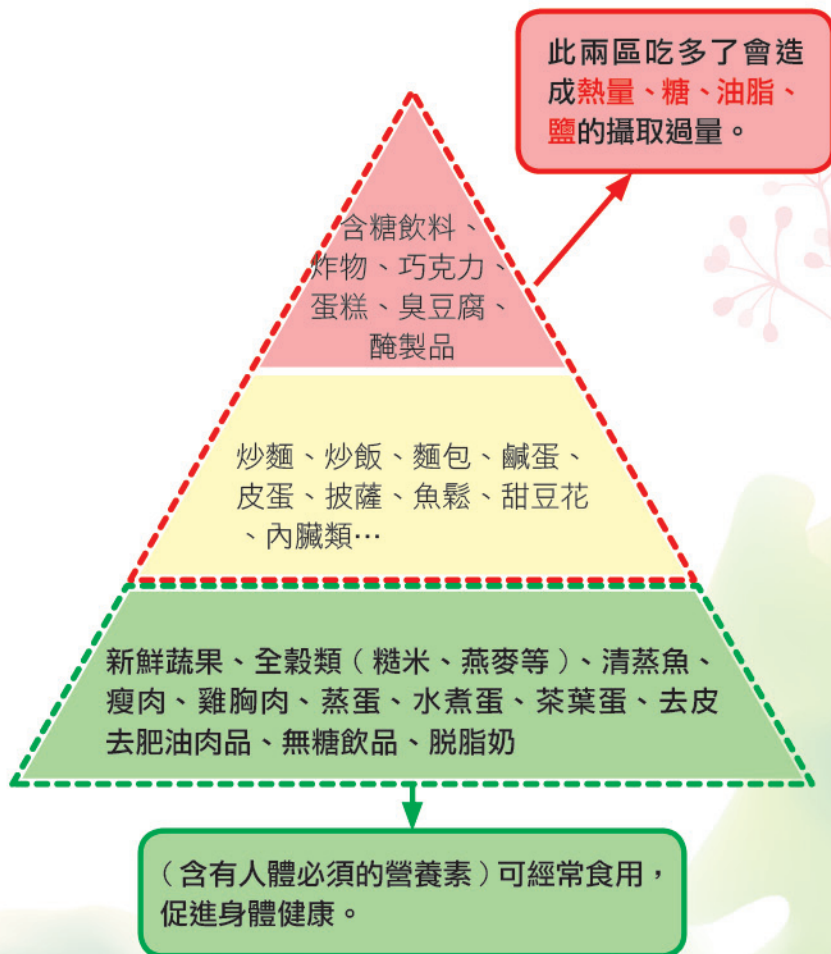 此兩區吃多了會造
成熱量、糖、油脂、
鹽的攝取過量。
含糖飲料、
炸物、巧克力、
蛋糕、臭豆腐、
醃製品
炒麵、炒飯、麵包、鹹蛋、
皮蛋、披薩、魚鬆、甜豆花
、內臟類…
新鮮蔬果、全穀類（糙米、燕麥等）、清蒸魚、
瘦肉、雞胸肉、蒸蛋、水煮蛋、茶葉蛋、去皮
去肥油肉品、無糖飲品、脫脂奶
（含有人體必須的營養素）可經常食用，
促進身體健康。